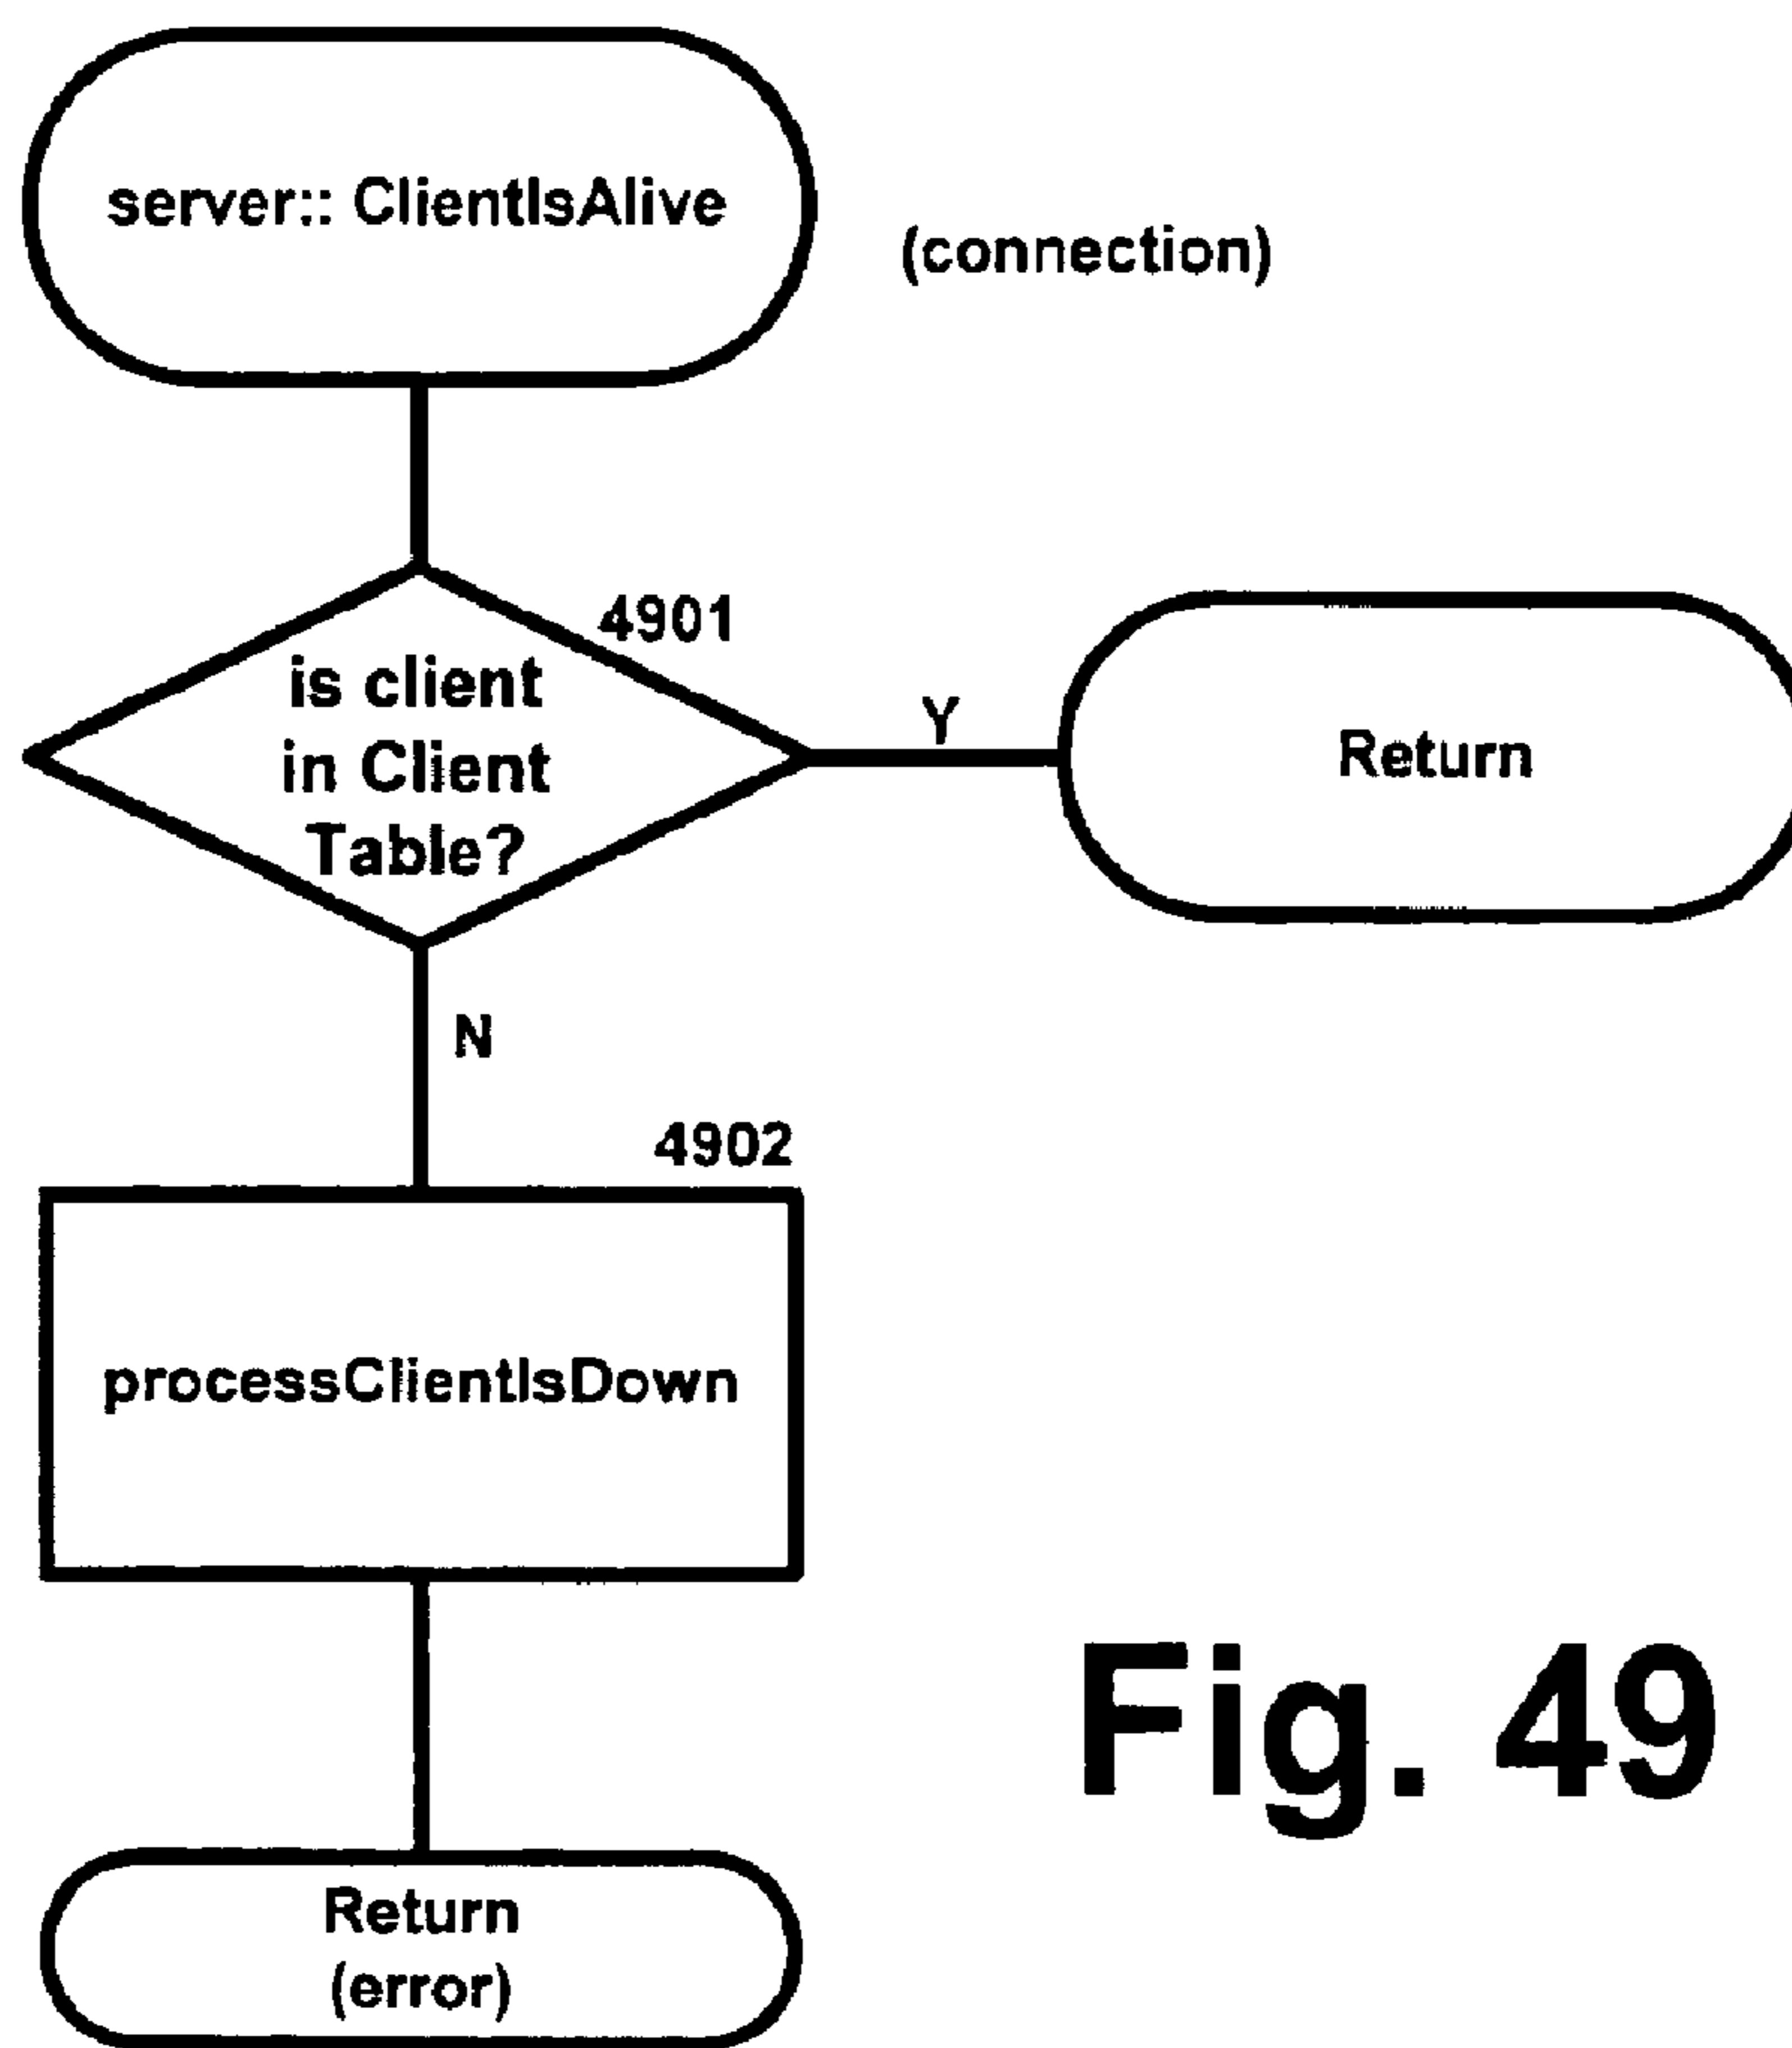 server:: ClientIsAlive
(connection)
4901
is client
in Client
Table?
Y
Return
N
4902
processClientIsDown
Return
(error)
Fig. 49